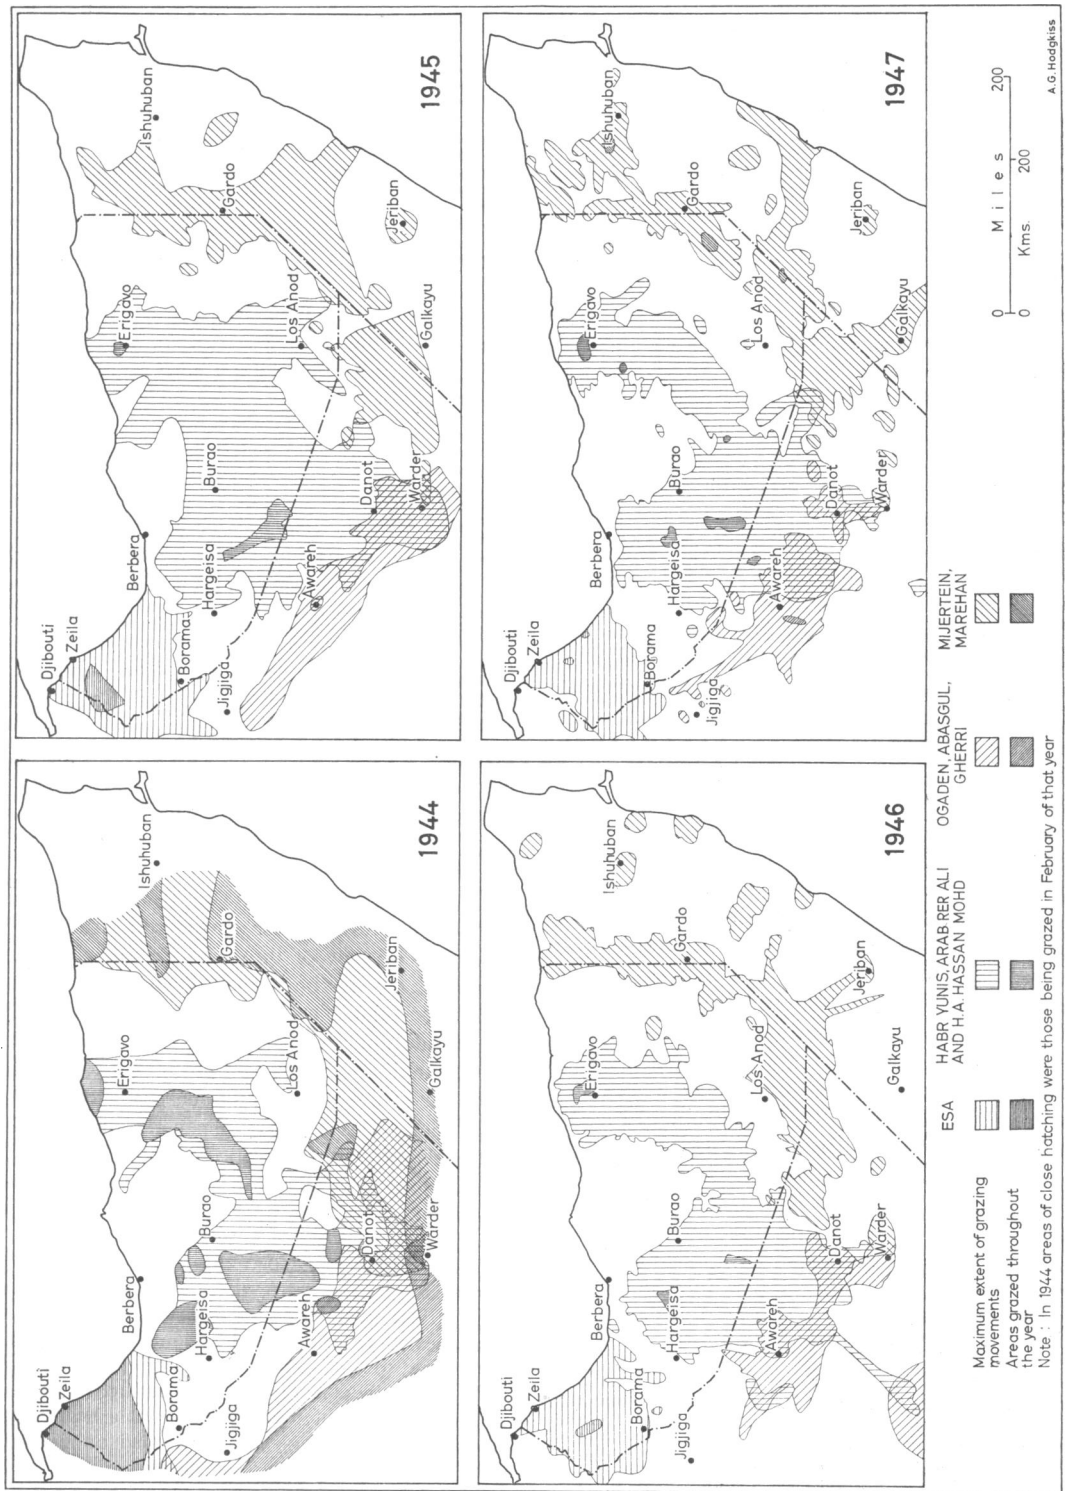 1944
Djibouti
Zeila
Berbera
Borama
Hargeisa
Jigjiga
Burao
Erigavo
Awareh
Los Anod
Danot
Warder
Gardo
Ishuhuban
Jeriban
Galkayu
1945
Djibouti
Zeila
Berbera
Borama
Hargeisa
Jigjiga
Burao
Erigavo
Awareh
Los Anod
Danot
Warder
Gardo
Ishuhuban
Jeriban
Galkayu
1946
Djibouti
Zeila
Berbera
Borama
Hargeisa
Jigjiga
Burao
Erigavo
Awareh
Los Anod
Danot
Warder
Gardo
Ishuhuban
Jeriban
Galkayu
1947
Djibouti
Zeila
Berbera
Borama
Hargeisa
Jigjiga
Burao
Erigavo
Awareh
Los Anod
Danot
Warder
Gardo
Ishuhuban
Jeriban
Galkayu
ESA
HABR YUNIS, ARAB RER ALI
AND H.A. HASSAN MOHD
OGADEN, ABASGUL,
GHERRI
MIJERTEIN,
MAREHAN
Maximum extent of grazing
movements
Areas grazed throughout
the year
Note : In 1944 areas of close hatching were those being grazed in February of that year
0 Miles 200
0 Kms. 200
A.G.Hodgkiss